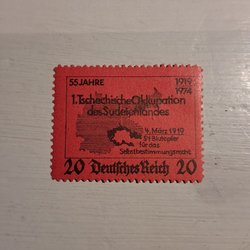 55 JAHRE 1919 1974
1. Tschechische Okkupation
des Sudetenlandes
4. März 1919
54 Blutopfer
für das
Selbstbestimmungsrecht
20 Deutsches Reich 20